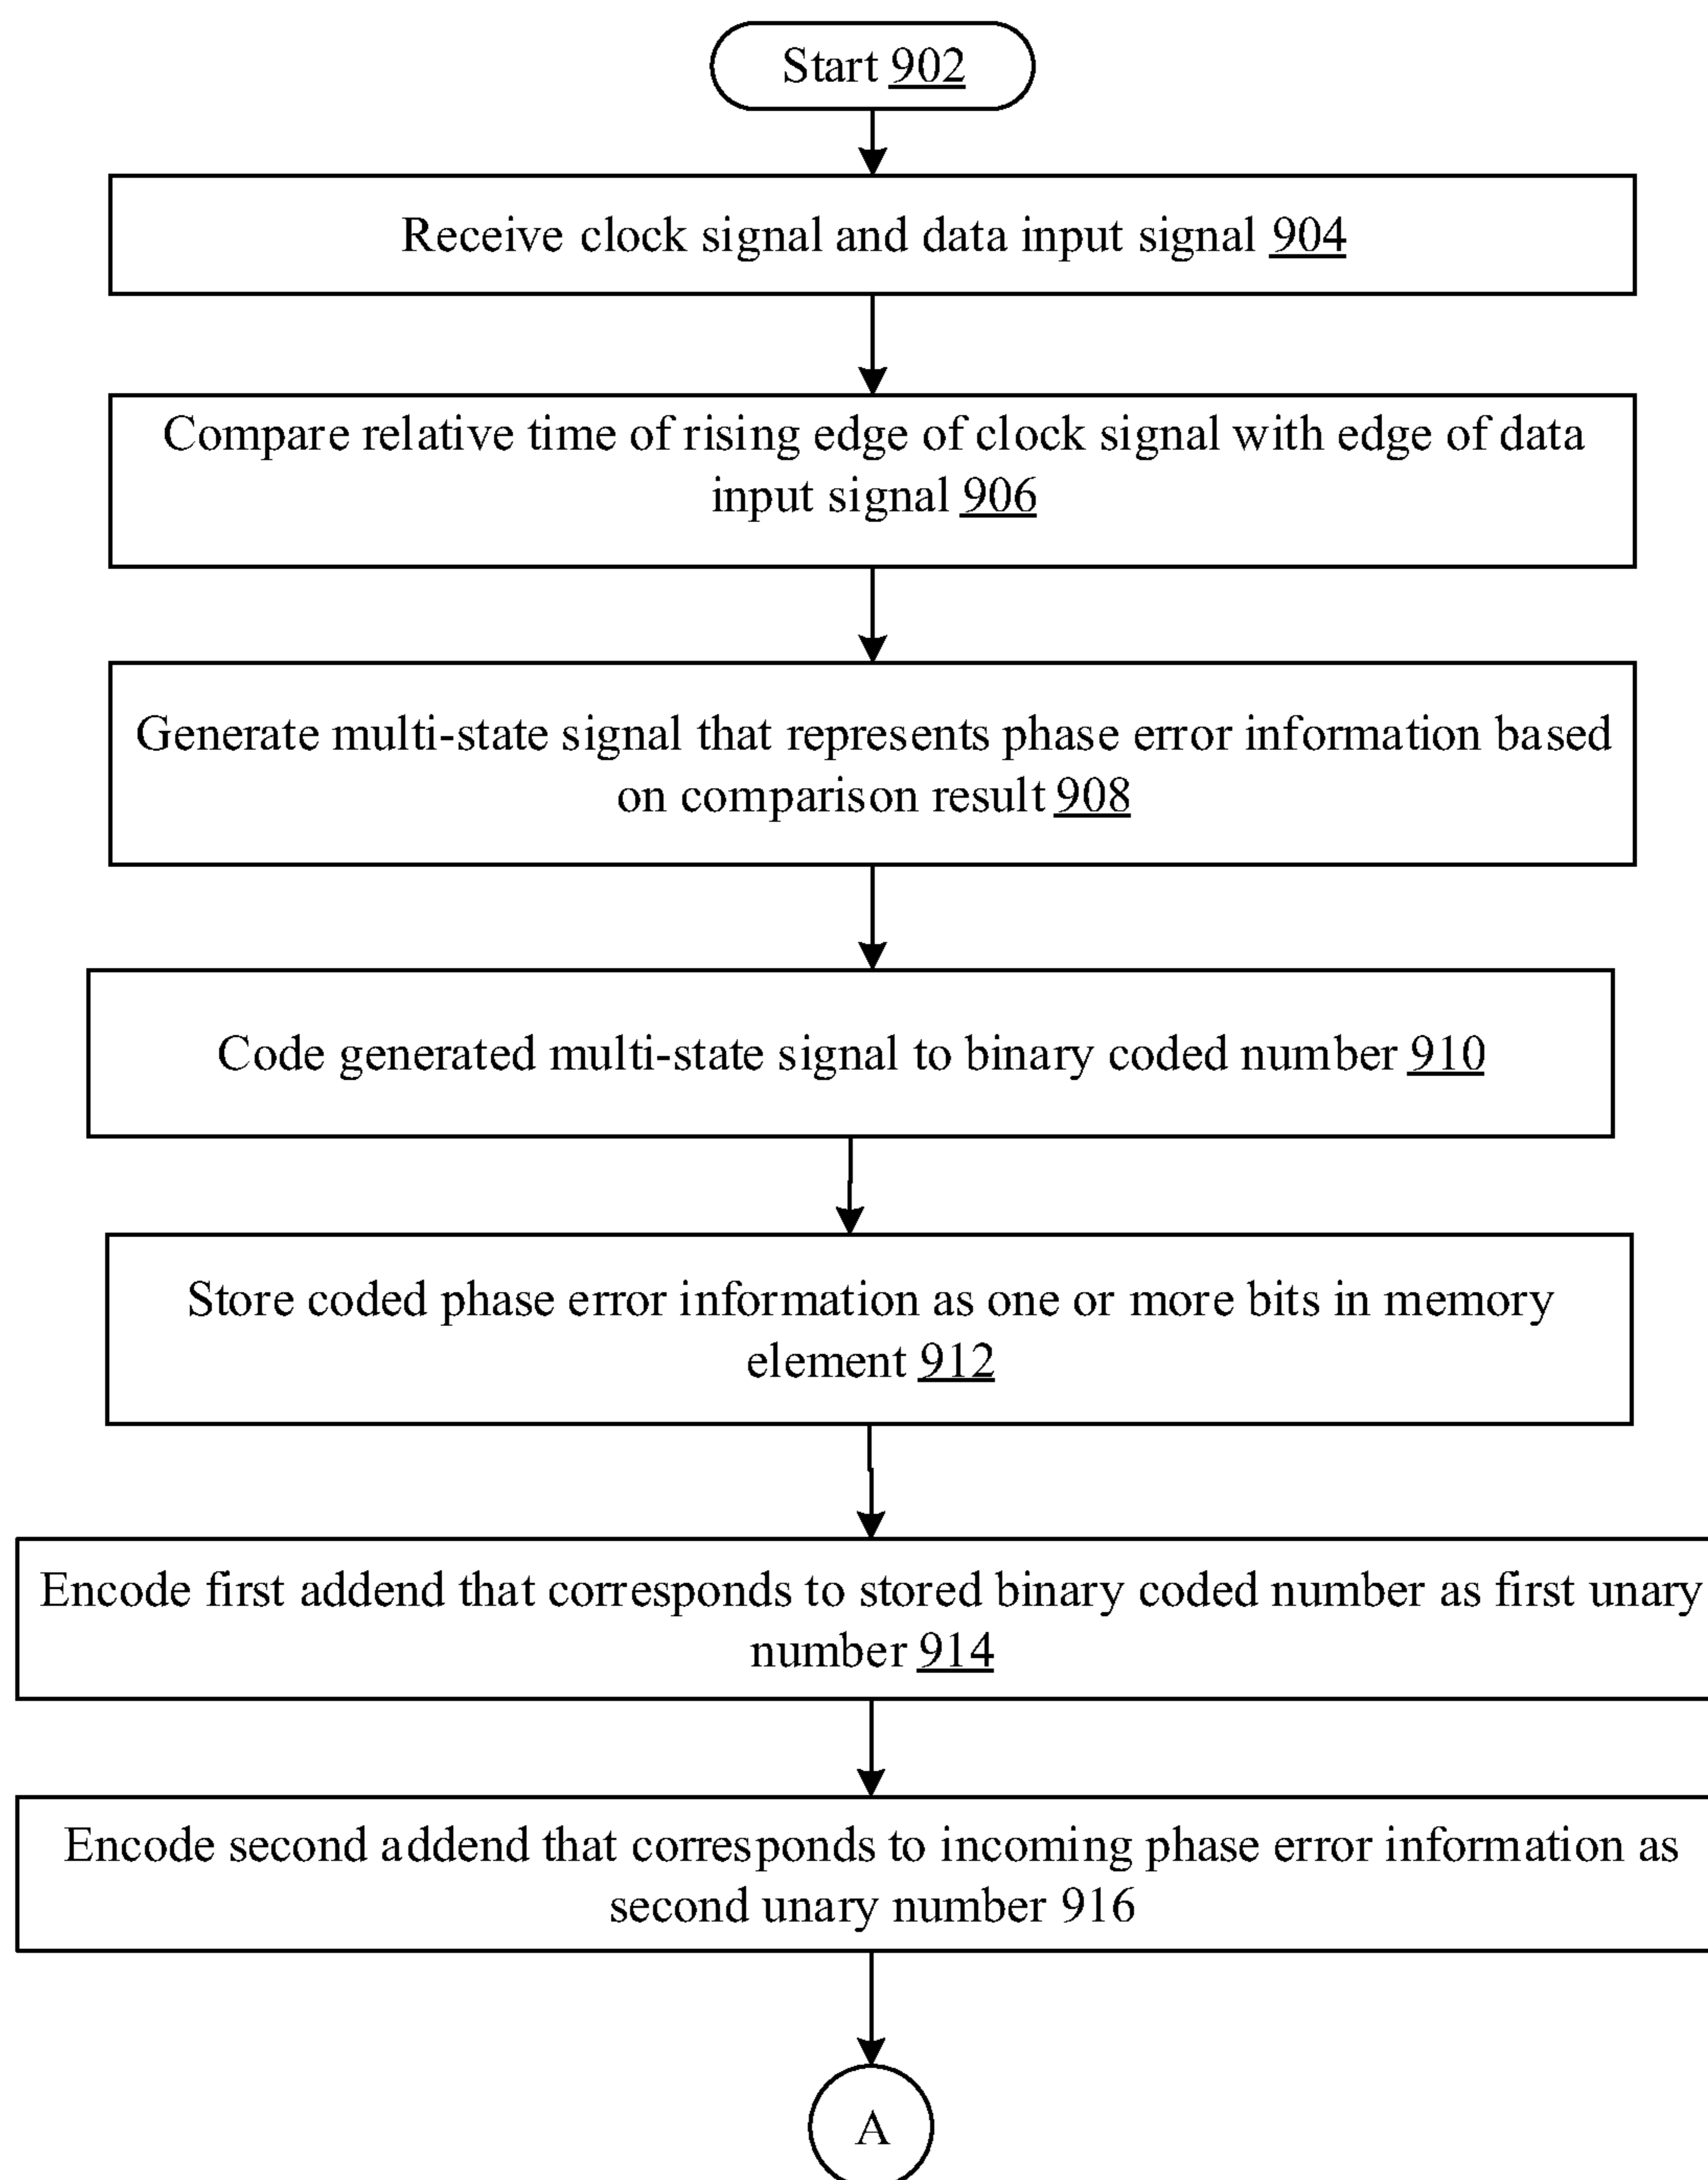 Start 902
Receive clock signal and data input signal 904
Compare relative time of rising edge of clock signal with edge of data
input signal 906
Generate multi-state signal that represents phase error information based
on comparison result 908
Code generated multi-state signal to binary coded number 910
Store coded phase error information as one or more bits in memory
element 912
Encode first addend that corresponds to stored binary coded number as first unary
number 914
Encode second addend that corresponds to incoming phase error information as
second unary number 916
A